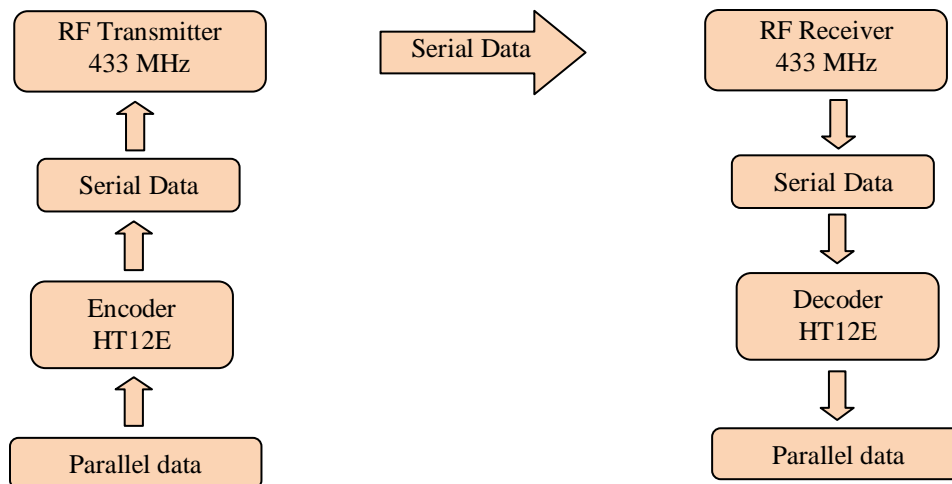 RF Transmitter
433 MHz
Serial Data
RF Receiver
433 MHz
Serial Data
Serial Data
Encoder
HT12E
Decoder
HT12E
Parallel data
Parallel data